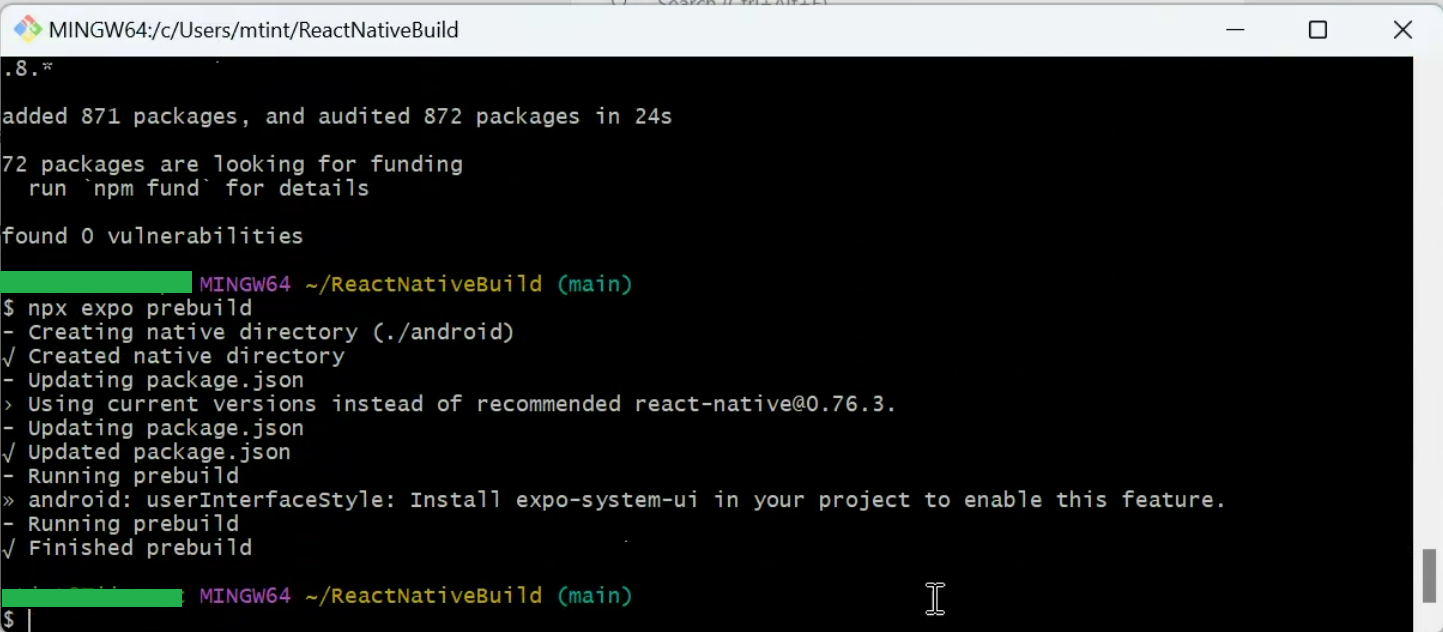 MINGW64:/c/Users/mtint/ReactNativeBuild
.8.*
added 871 packages, and audited 872 packages in 24s
72 packages are looking for funding
  run `npm fund` for details
found 0 vulnerabilities
MINGW64 ~/ReactNativeBuild (main)
$ npx expo prebuild
- Creating native directory (./android)
√ Created native directory
- Updating package.json
› Using current versions instead of recommended react-native@0.76.3.
- Updating package.json
√ Updated package.json
- Running prebuild
» android: userInterfaceStyle: Install expo-system-ui in your project to enable this feature.
- Running prebuild
√ Finished prebuild
MINGW64 ~/ReactNativeBuild (main)
$